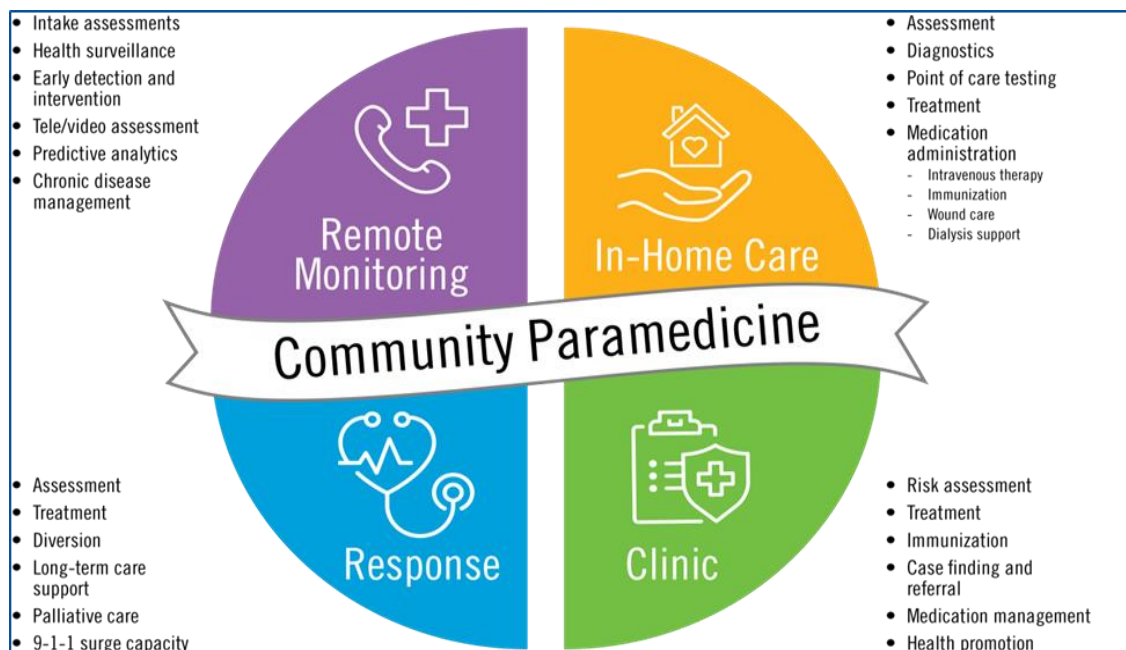 • Intake assessments
• Health surveillance
• Early detection and
intervention
• Tele/video assessment
• Predictive analytics
• Chronic disease
management
• Assessment
• Diagnostics
• Point of care testing
• Treatment
• Medication
administration
- Intravenous therapy
- Immunization
- Wound care
- Dialysis support
Remote
Monitoring
In-Home Care
Community Paramedicine
Response
Clinic
• Assessment
• Treatment
• Diversion
• Long-term care
support
• Palliative care
• 9-1-1 surge capacity
• Risk assessment
• Treatment
• Immunization
• Case finding and
referral
• Medication management
• Health promotion